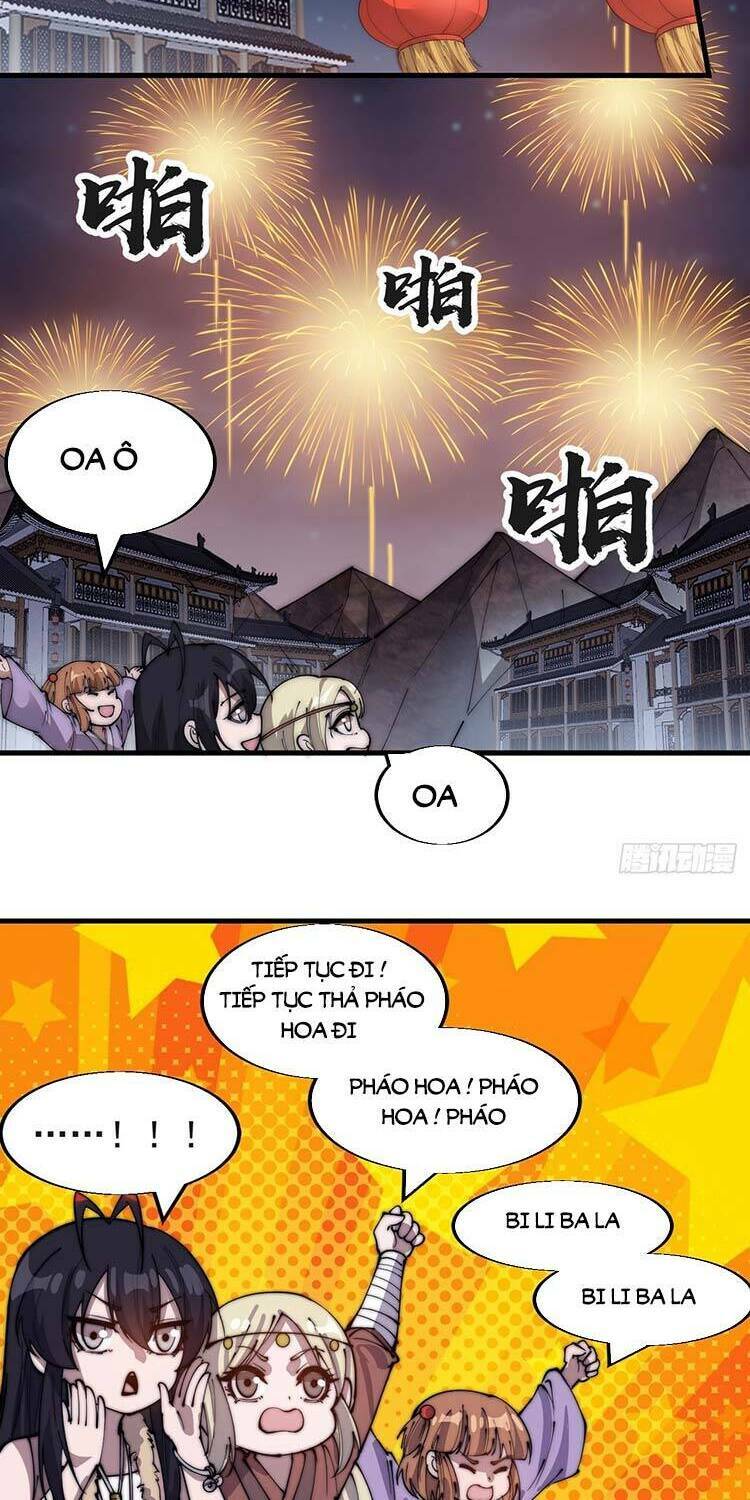 啪
啪
OA Ô
啪
OA
腾讯动漫
TIẾP TỤC ĐI !
TIẾP TỤC THẢ PHÁO
HOA ĐI
PHÁO HOA ! PHÁO
HOA ! PHÁO
……！！！
BI LI BA LA
BI LI BA LA